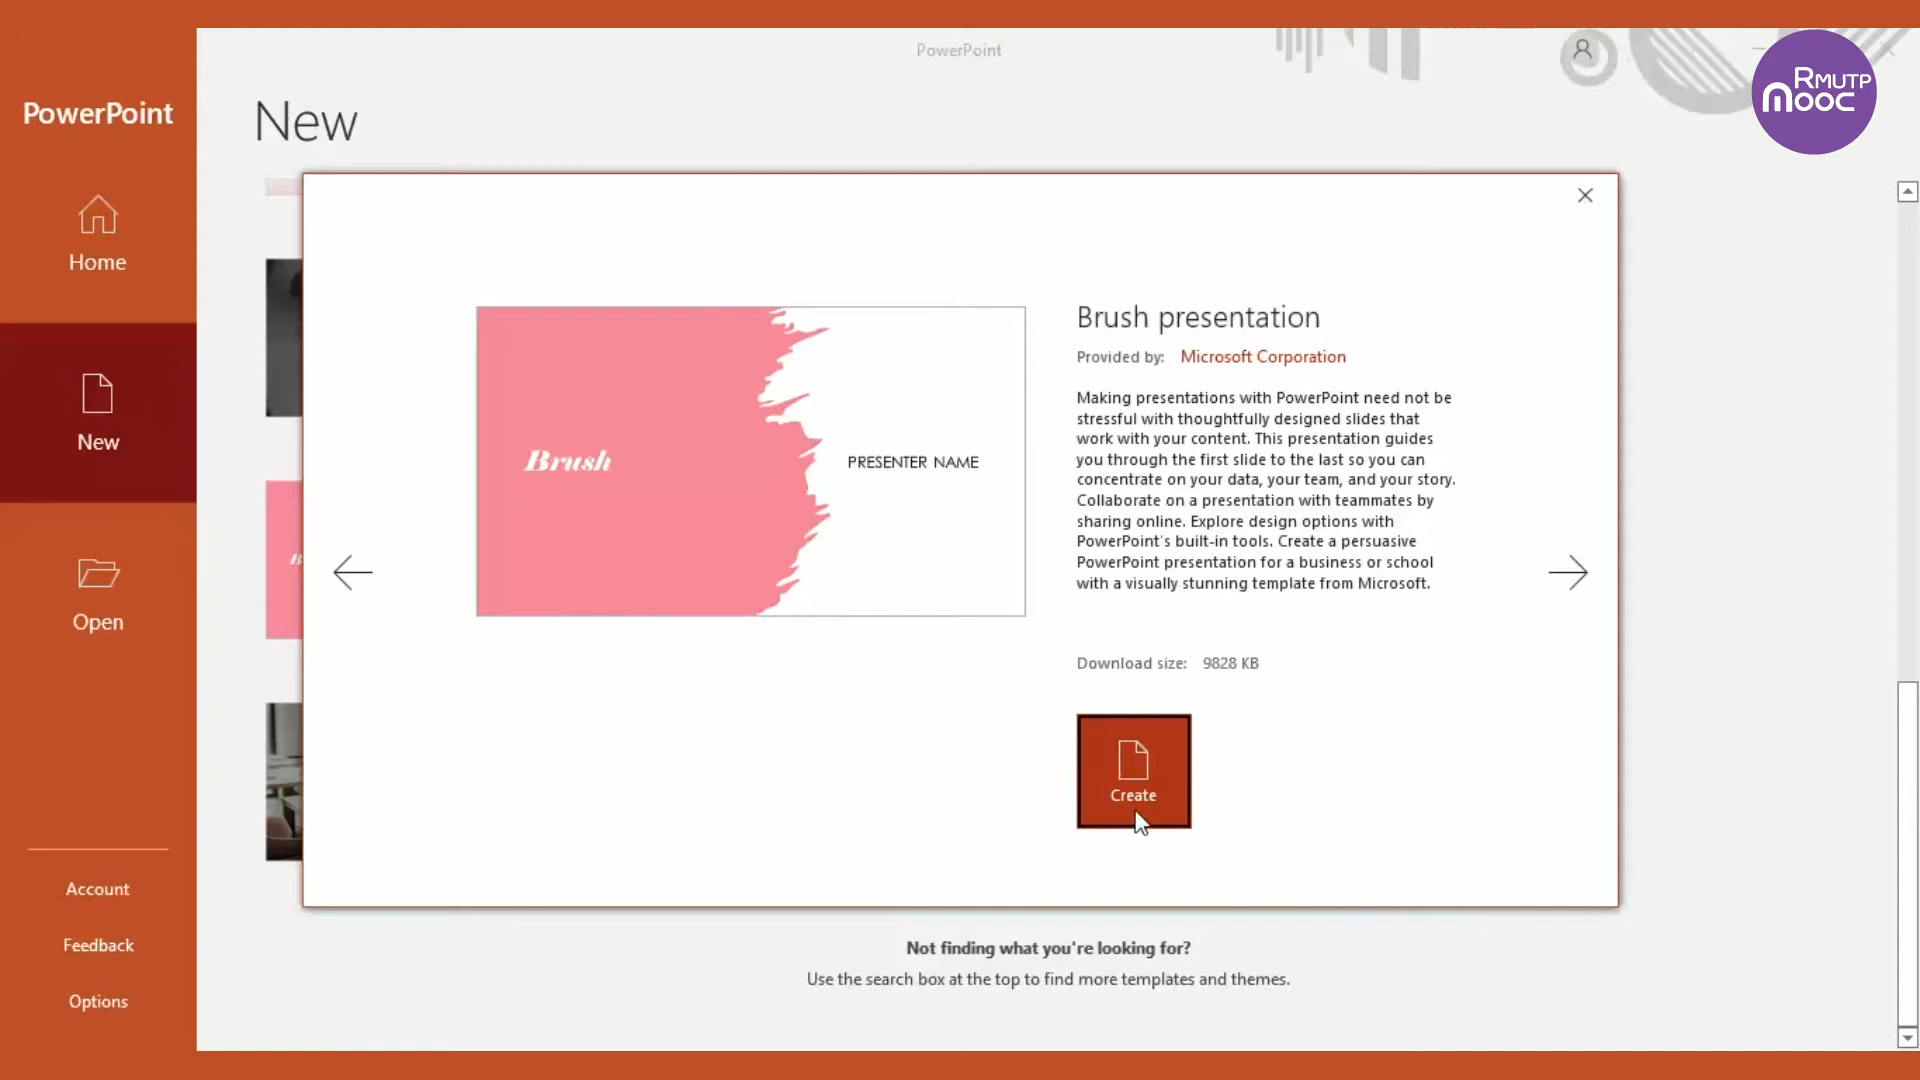 PowerPoint
RMUTP
MOOC
PowerPoint
New
Home
New
Open
Account
Feedback
Options
Brush
PRESENTER NAME
Brush presentation
Provided by: Microsoft Corporation
Making presentations with PowerPoint need not be
stressful with thoughtfully designed slides that
work with your content. This presentation guides
you through the first slide to the last so you can
concentrate on your data, your team, and your story.
Collaborate on a presentation with teammates by
sharing online. Explore design options with
PowerPoint's built-in tools. Create a persuasive
PowerPoint presentation for a business or school
with a visually stunning template from Microsoft.
Download size: 9828 KB
Create
Not finding what you're looking for?
Use the search box at the top to find more templates and themes.